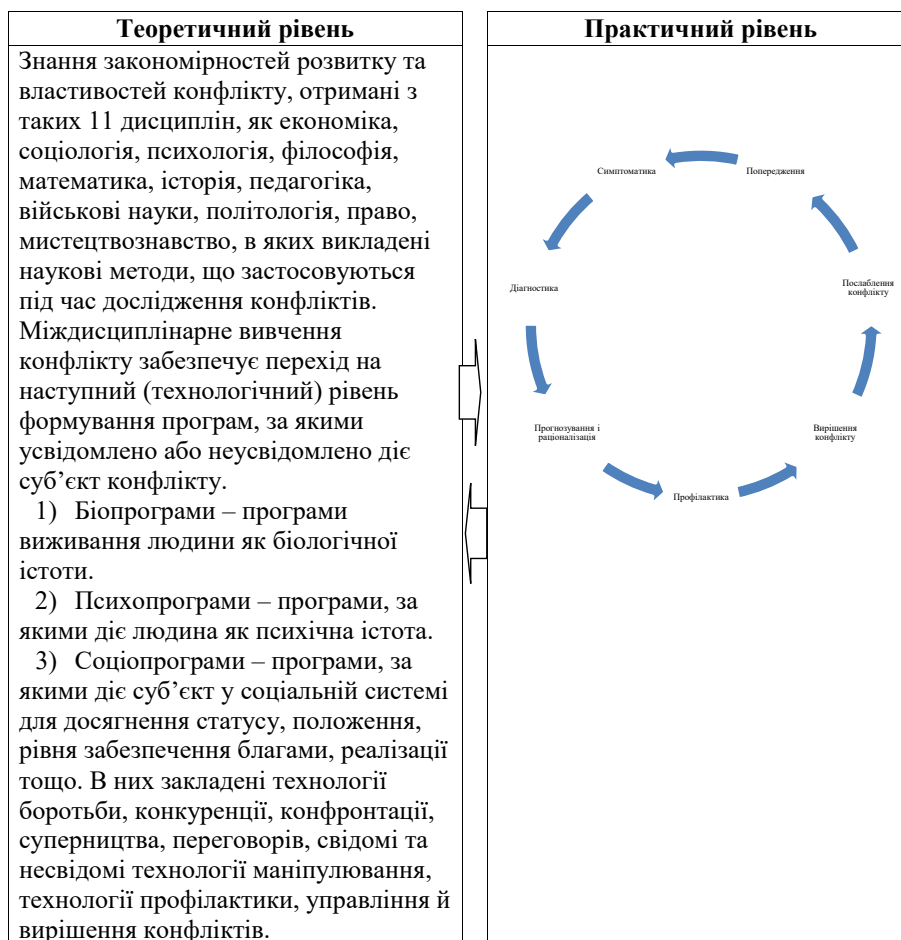 Теоретичний рівень
Знання закономірностей розвитку та
властивостей конфлікту, отримані з
таких 11 дисциплін, як економіка,
соціологія, психологія, філософія,
математика, історія, педагогіка,
військові науки, політологія, право,
мистецтвознавство, в яких викладені
наукові методи, що застосовуються
під час дослідження конфліктів.
Міждисциплінарне вивчення
конфлікту забезпечує перехід на
наступний (технологічний) рівень
формування програм, за якими
усвідомлено або неусвідомлено діє
суб’єкт конфлікту.
1) Біопрограми – програми
виживання людини як біологічної
істоти.
2) Психопрограми – програми, за
якими діє людина як психічна істота.
3) Соціопрограми – програми, за
якими діє суб’єкт у соціальній системі
для досягнення статусу, положення,
рівня забезпечення благами, реалізації
тощо. В них закладені технології
боротьби, конкуренції, конфронтації,
суперництва, переговорів, свідомі та
несвідомі технології маніпулювання,
технології профілактики, управління й
вирішення конфліктів.
Практичний рівень
Попередження
Симптоматика
Діагностика
Прогнозування і
раціоналізація
Профілактика
Вирішення
конфлікту
Послаблення
конфлікту